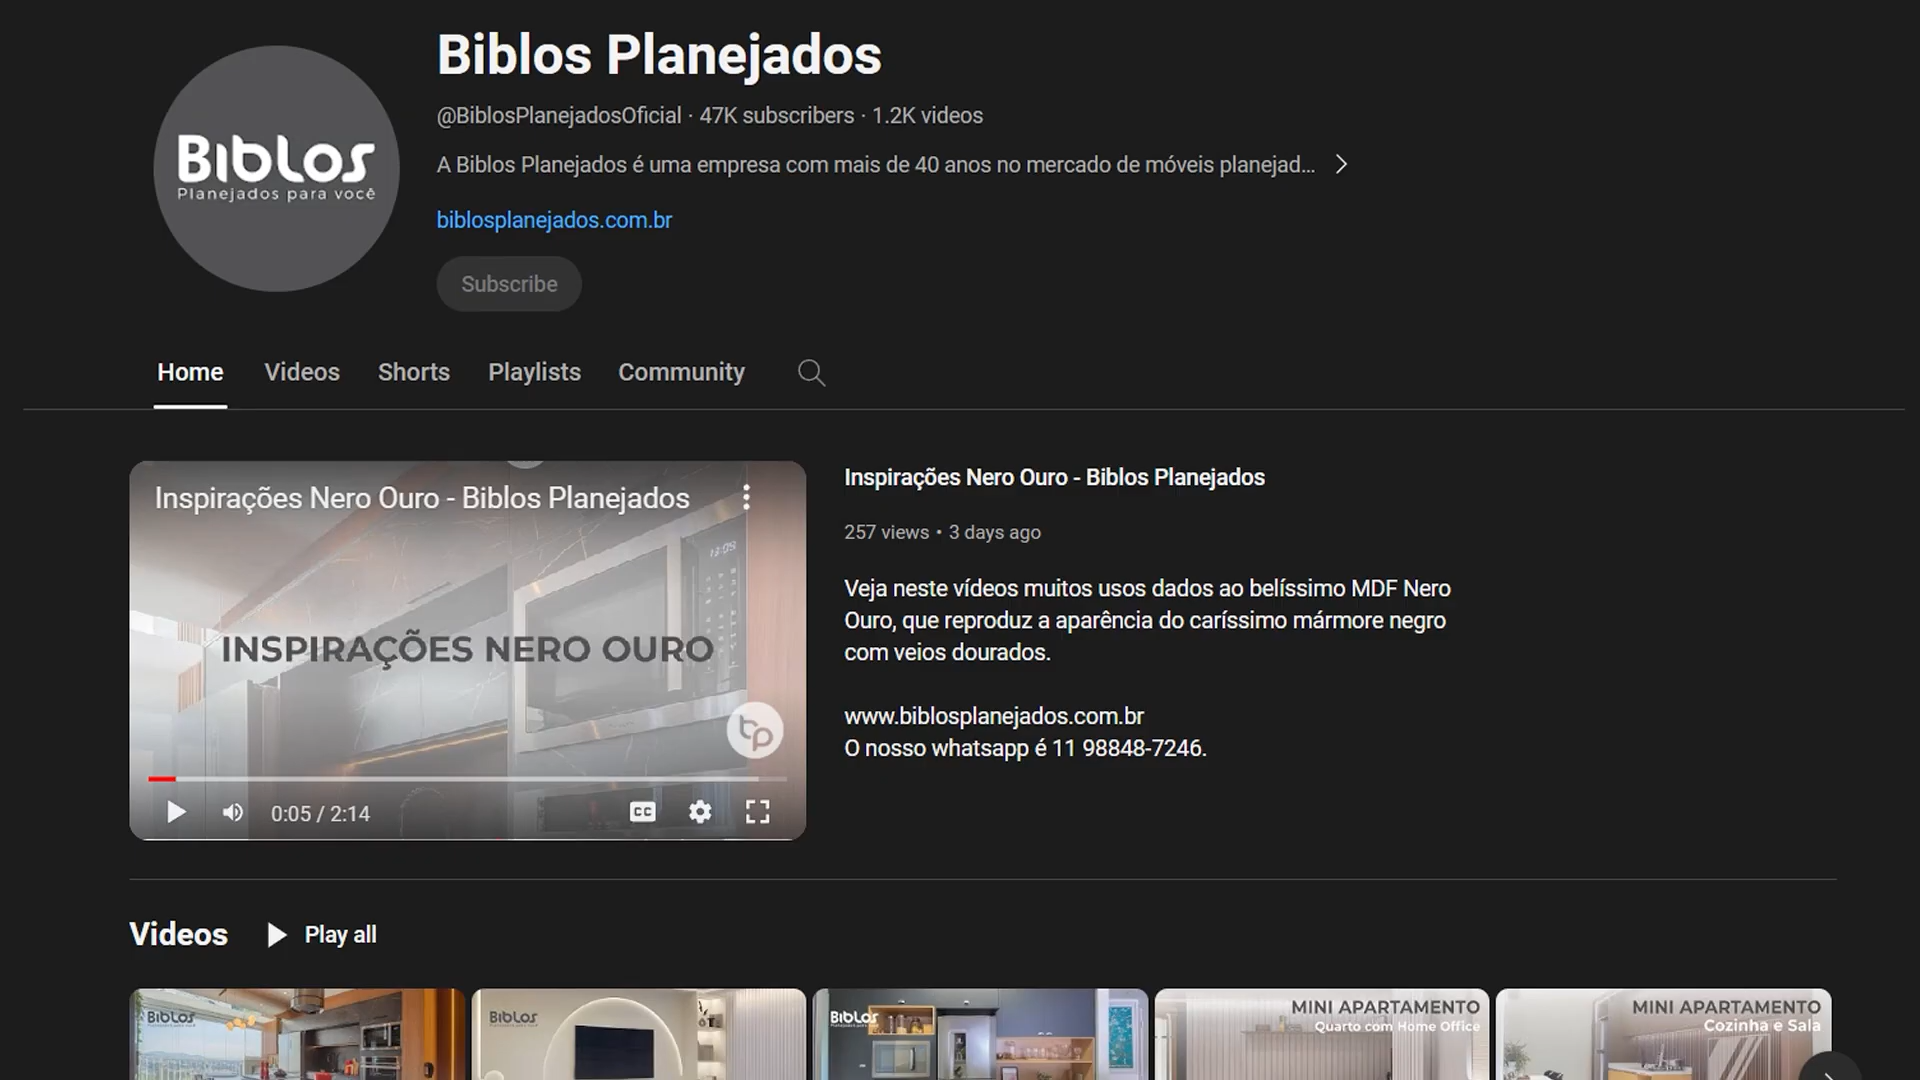 Biblos Planejados
@BiblosPlanejadosOficial · 47K subscribers · 1.2K videos
A Biblos Planejados é uma empresa com mais de 40 anos no mercado de móveis planejad...
biblosplanejados.com.br
Subscribe
Biblos
Planejados para você
Home Videos Shorts Playlists Community
Inspirações Nero Ouro - Biblos Planejados
INSPIRAÇÕES NERO OURO
bp
0:05 / 2:14
CC
Inspirações Nero Ouro - Biblos Planejados
257 views • 3 days ago
Veja neste vídeos muitos usos dados ao belíssimo MDF Nero
Ouro, que reproduz a aparência do caríssimo mármore negro
com veios dourados.
www.biblosplanejados.com.br
O nosso whatsapp é 11 98848-7246.
Videos Play all
Biblos
Biblos
Biblos
MINI APARTAMENTO
Quarto com Home Office
MINI APARTAMENTO
Cozinha e Sala